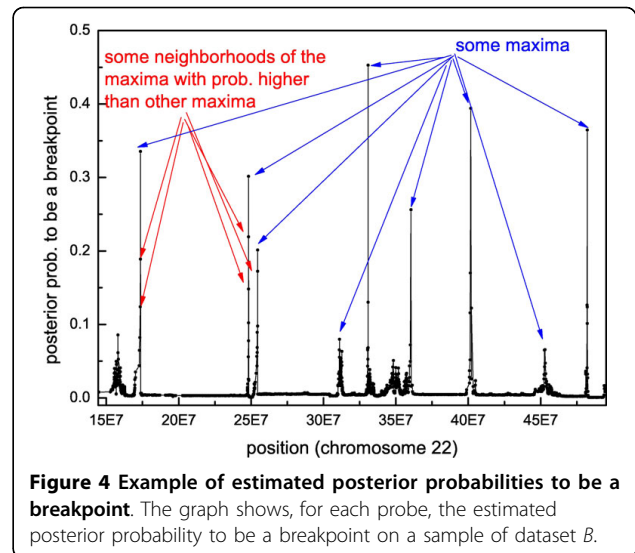 0.5
some neighborhoods of the
maxima with prob. higher
than other maxima
some maxima
0.4
0.3
0.2
0.1
0.0
posterior prob. to be a breakpoint
15E7 20E7 25E7 30E7 35E7 40E7 45E7
position (chromosome 22)
Figure 4 Example of estimated posterior probabilities to be a
breakpoint. The graph shows, for each probe, the estimated
posterior probability to be a breakpoint on a sample of dataset B.